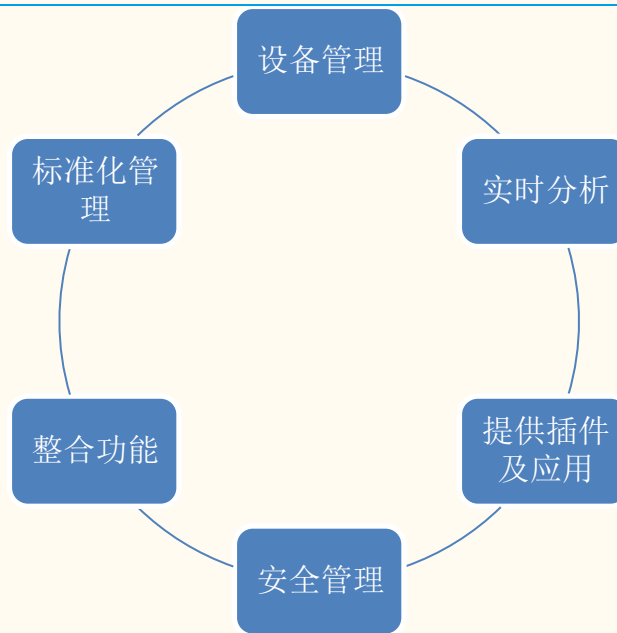 设备管理
标准化管
理
实时分析
整合功能
提供插件
及应用
安全管理